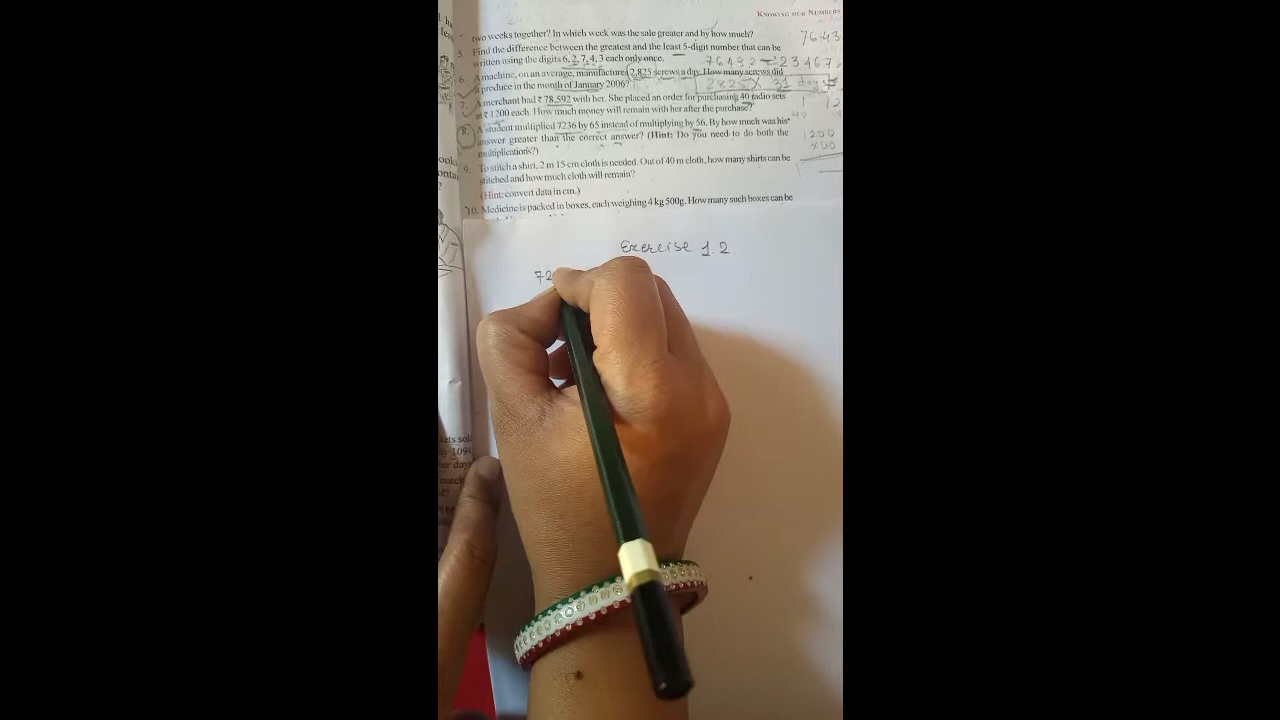 KNOWING OUR NUMBERS
two weeks together? In which week was the sale greater and by how much?
7643
5. Find the difference between the greatest and the least 5-digit number that can be
written using the digits 6, 2, 7, 4, 3 each only once.
76432 - 23467
6. A machine, on an average, manufactures 2,825 screws a day. How many screws did
it produce in the month of January 2006?
2825 × 31 days
7. A merchant had ₹ 78,592 with her. She placed an order for purchasing 40 radio sets
at ₹ 1200 each. How much money will remain with her after the purchase?
8. A student multiplied 7236 by 65 instead of multiplying by 56. By how much was his
answer greater than the correct answer? (Hint: Do you need to do both the
multiplications?)
1200
×40
9. To stitch a shirt, 2 m 15 cm cloth is needed. Out of 40 m cloth, how many shirts can be
stitched and how much cloth will remain?
(Hint: convert data in cm.)
10. Medicine is packed in boxes, each weighing 4 kg 500g. How many such boxes can be
Exercise 1.2
72